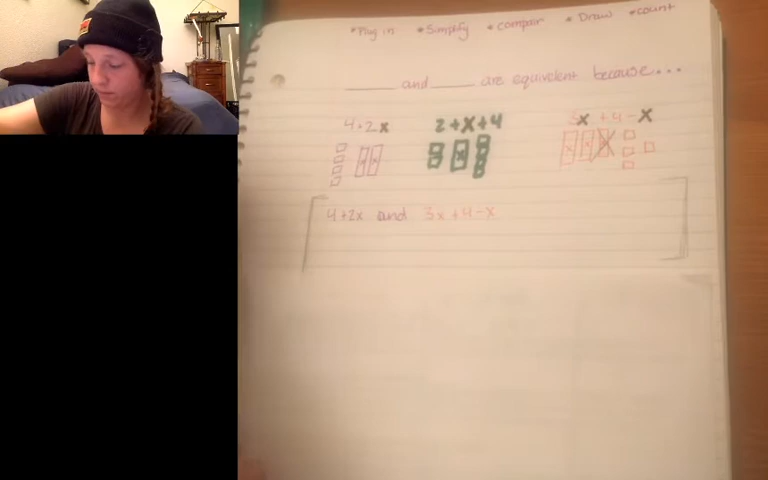 *Plug in *Simplify *compare *Draw *count
_____ and _____ are equivalent because...
4+2x 2+x+4 3x+4-x
4+2x and 3x+4-x